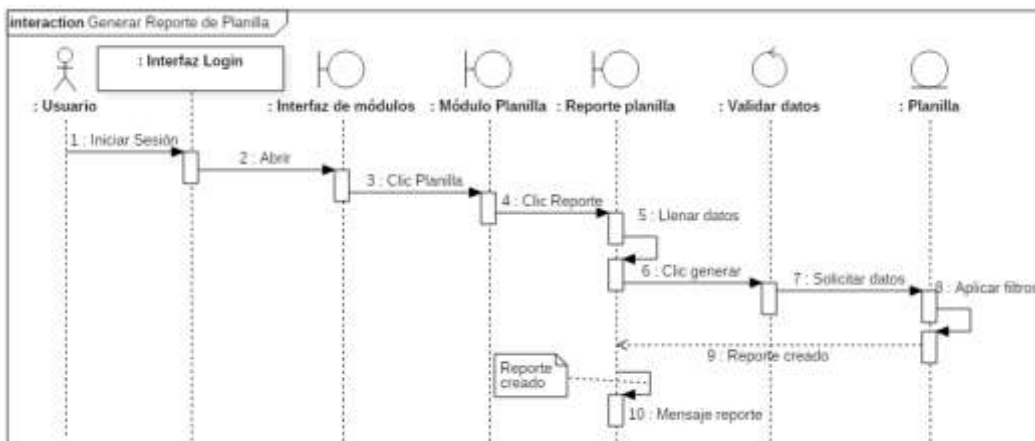 interaction Generar Reporte de Planilla
: Interfaz Login
: Usuario
: Interfaz de módulos
: Módulo Planilla
: Reporte planilla
: Validar datos
: Planilla
1 : Iniciar Sesión
2 : Abrir
3 : Clic Planilla
4 : Clic Reporte
5 : Llenar datos
6 : Clic generar
7 : Solicitar datos
8 : Aplicar filtros
9 : Reporte creado
Reporte
creado
10 : Mensaje reporte